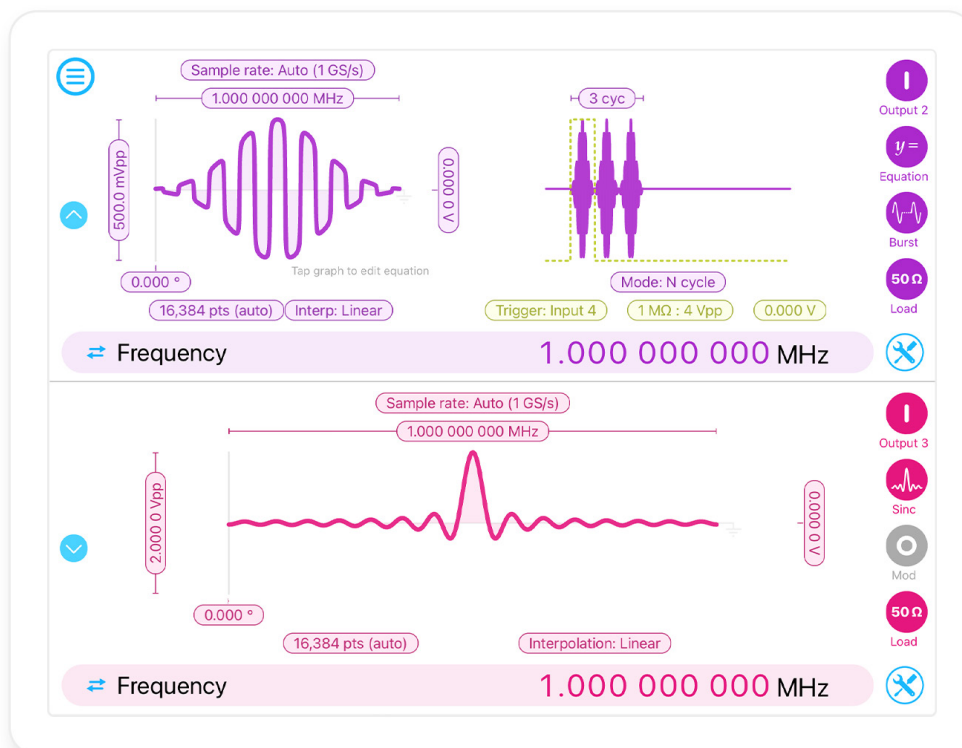 Sample rate: Auto (1 GS/s)
1.000 000 000 MHz
3 cyc
Output 2
500.0 mVpp
0.000 0 V
y =
Equation
Burst
Tap graph to edit equation
0.000 °
Mode: N cycle
50 Ω
Load
16,384 pts (auto)
Interp: Linear
Trigger: Input 4
1 MΩ : 4 Vpp
0.000 V
Frequency
1.000 000 000 MHz
Sample rate: Auto (1 GS/s)
1.000 000 000 MHz
Output 3
2.000 0 Vpp
0.000 0 V
Sinc
Mod
0.000 °
50 Ω
Load
16,384 pts (auto)
Interpolation: Linear
Frequency
1.000 000 000 MHz